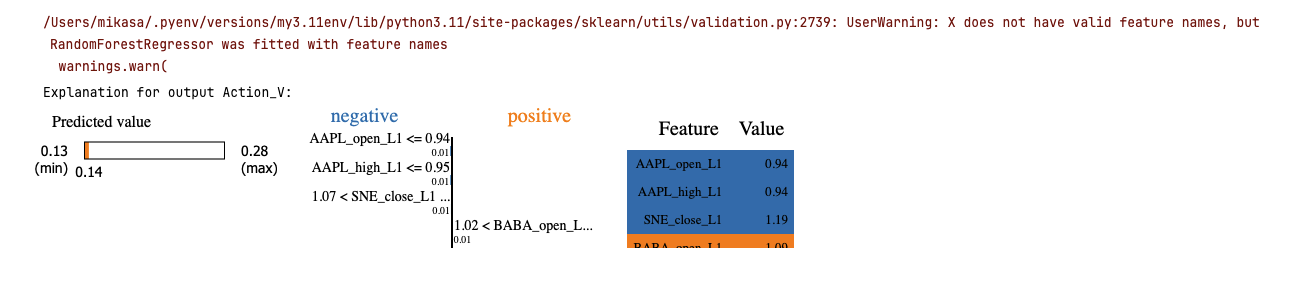 /Users/mikasa/.pyenv/versions/my3.11env/lib/python3.11/site-packages/sklearn/utils/validation.py:2739: UserWarning: X does not have valid feature names, but
RandomForestRegressor was fitted with feature names
warnings.warn(
Explanation for output Action_V:
Predicted value
0.13
(min)
0.14
0.28
(max)
negative
positive
AAPL_open_L1 <= 0.94
0.01
AAPL_high_L1 <= 0.95
0.01
1.07 < SNE_close_L1 ...
0.01
1.02 < BABA_open_L...
0.01
Feature Value
AAPL_open_L1 0.94
AAPL_high_L1 0.94
SNE_close_L1 1.19
BABA_open_L1 1.09